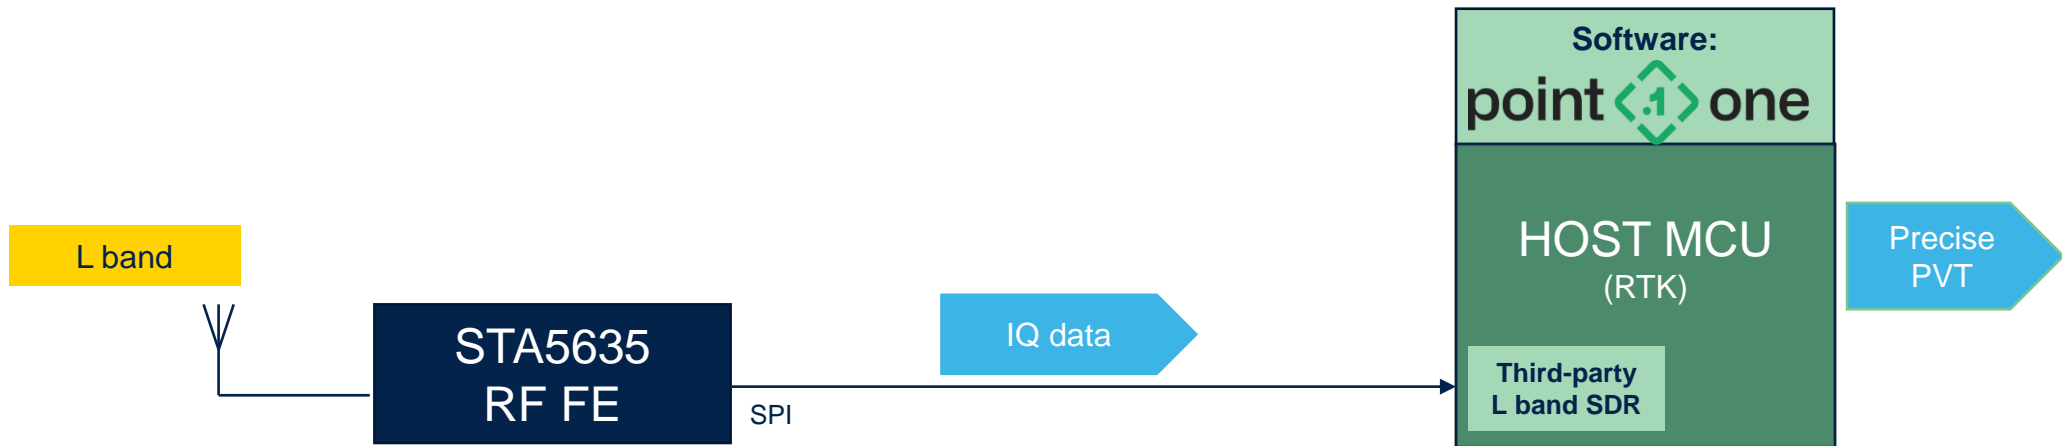 Software:
point .1 one
HOST MCU
(RTK)
Precise
PVT
L band
IQ data
STA5635
RF FE
SPI
Third-party
L band SDR